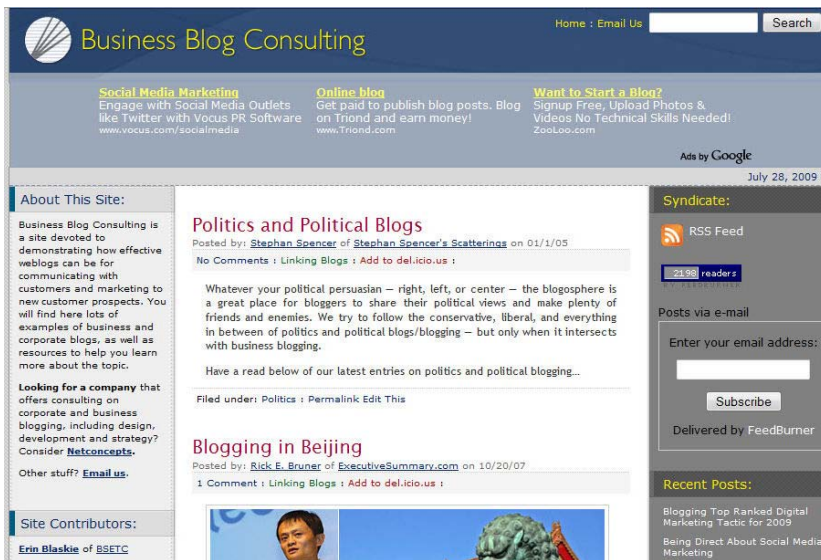 Business Blog Consulting
Home : Email Us
Search
Social Media Marketing
Engage with Social Media Outlets
like Twitter with Vocus PR Software
www.vocus.com/socialmedia
Online blog
Get paid to publish blog posts. Blog
on Triond and earn money!
www.Triond.com
Want to Start a Blog?
Signup Free, Upload Photos &
Videos No Technical Skills Needed!
ZooLoo.com
Ads by Google
July 28, 2009
About This Site:
Business Blog Consulting is
a site devoted to
demonstrating how effective
weblogs can be for
communicating with
customers and marketing to
new customer prospects. You
will find here lots of
examples of business and
corporate blogs, as well as
resources to help you learn
more about the topic.
Looking for a company that
offers consulting on
corporate and business
blogging, including design,
development and strategy?
Consider Netconcepts.
Other stuff? Email us.
Site Contributors:
Erin Blaskie of BSETC
Politics and Political Blogs
Posted by: Stephan Spencer of Stephan Spencer's Scatterings on 01/1/05
No Comments : Linking Blogs : Add to del.icio.us :
Whatever your political persuasian — right, left, or center — the blogosphere is
a great place for bloggers to share their political views and make plenty of
friends and enemies. We try to follow the conservative, liberal, and everything
in between of politics and political blogs/blogging — but only when it intersects
with business blogging.
Have a read below of our latest entries on politics and political blogging...
Filed under: Politics : Permalink Edit This
Blogging in Beijing
Posted by: Rick E. Bruner of ExecutiveSummary.com on 10/20/07
1 Comment : Linking Blogs : Add to del.icio.us :
Syndicate:
RSS Feed
2198 readers
BY FEEDBURNER
Posts via e-mail
Enter your email address:
Subscribe
Delivered by FeedBurner
Recent Posts:
Blogging Top Ranked Digital
Marketing Tactic for 2009
Being Direct About Social Media
Marketing